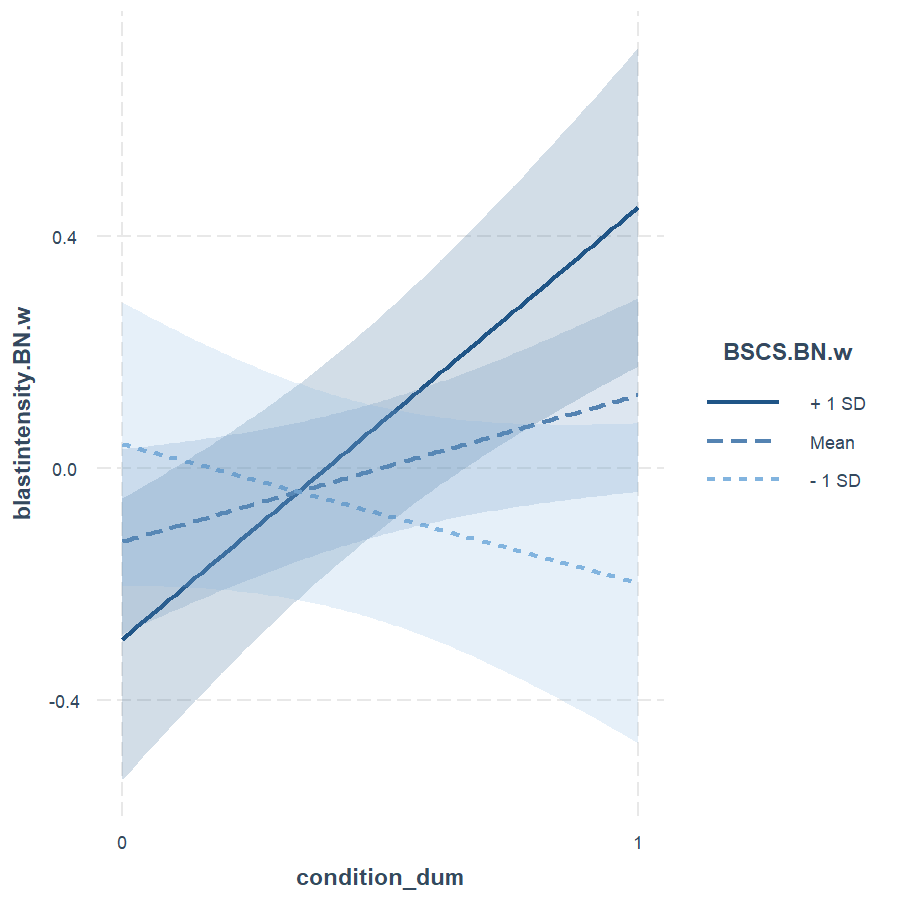 blastintensity.BN.w
0.4
0.0
-0.4
0
1
condition_dum
BSCS.BN.w
+ 1 SD
Mean
- 1 SD